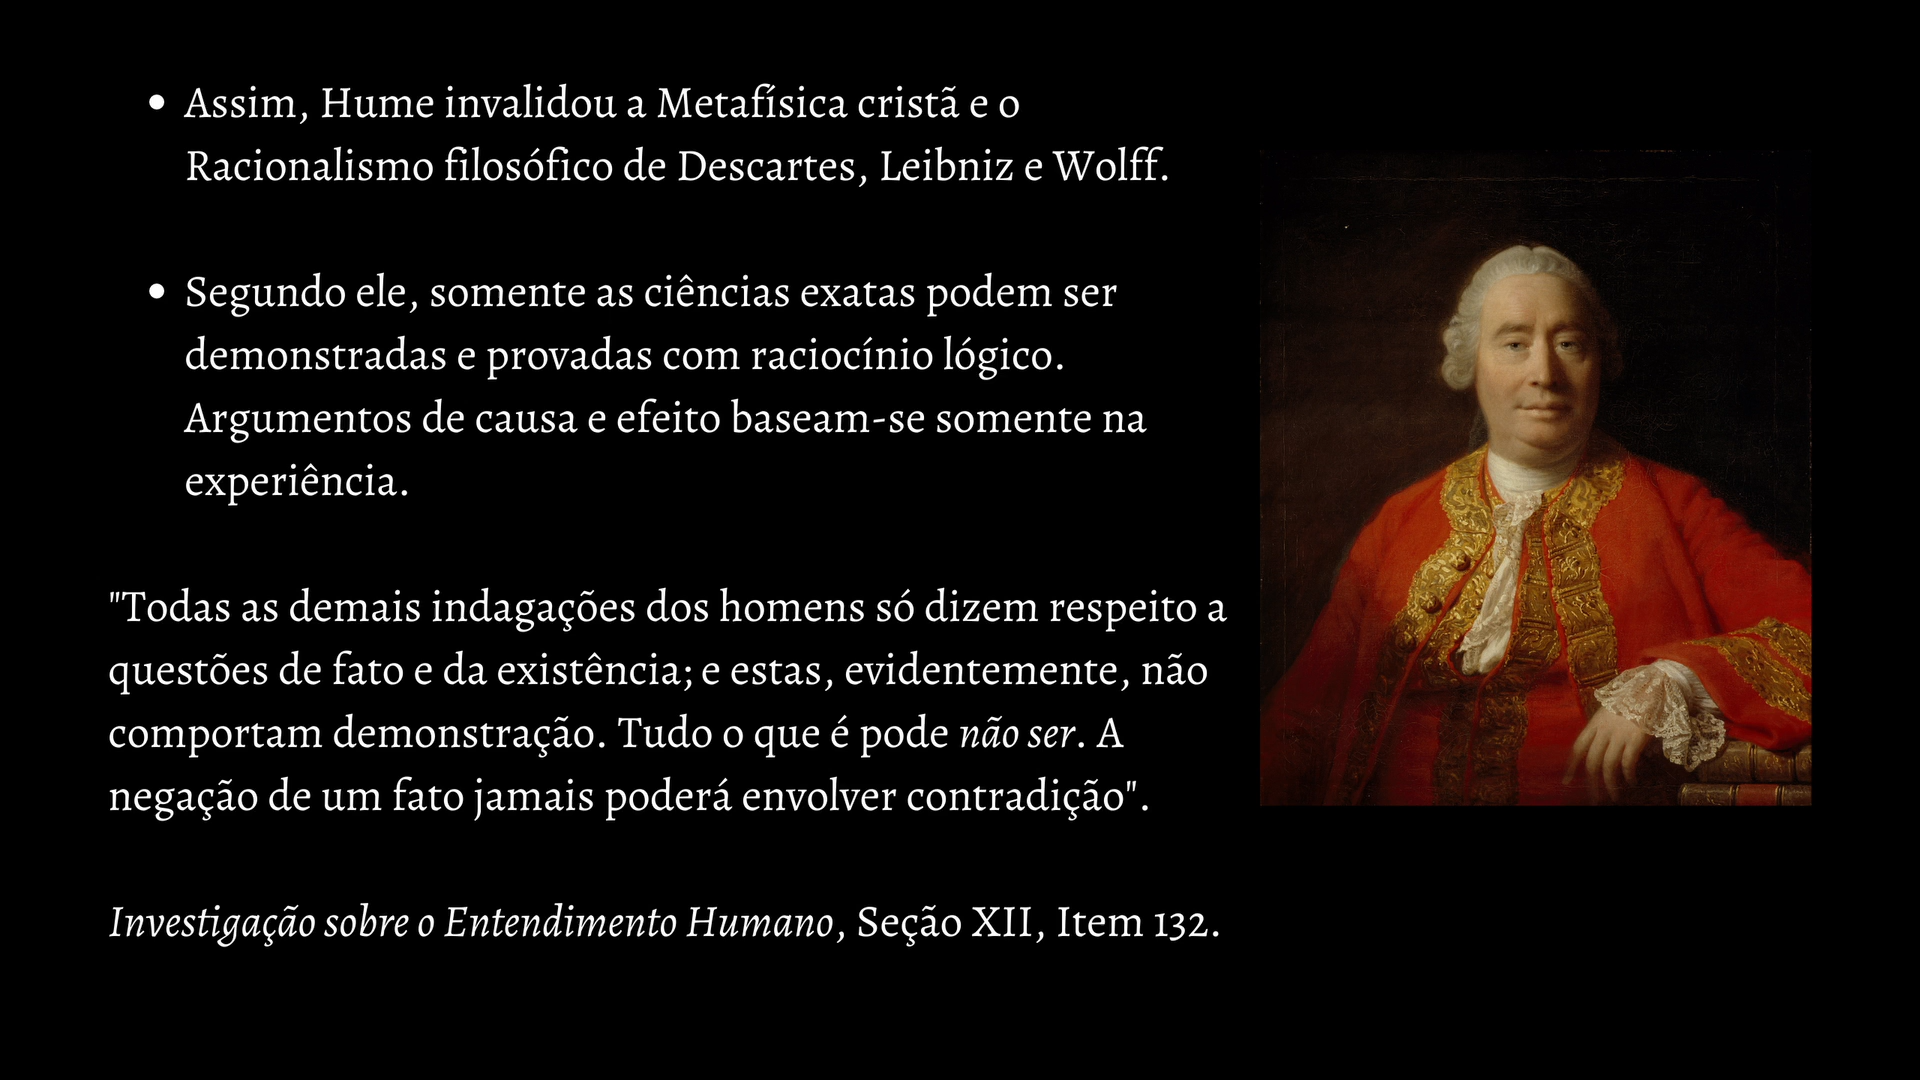 • Assim, Hume invalidou a Metafísica cristã e o
Racionalismo filosófico de Descartes, Leibniz e Wolff.
• Segundo ele, somente as ciências exatas podem ser
demonstradas e provadas com raciocínio lógico.
Argumentos de causa e efeito baseam-se somente na
experiência.
"Todas as demais indagações dos homens só dizem respeito a
questões de fato e da existência; e estas, evidentemente, não
comportam demonstração. Tudo o que é pode não ser. A
negação de um fato jamais poderá envolver contradição".
Investigação sobre o Entendimento Humano, Seção XII, Item 132.